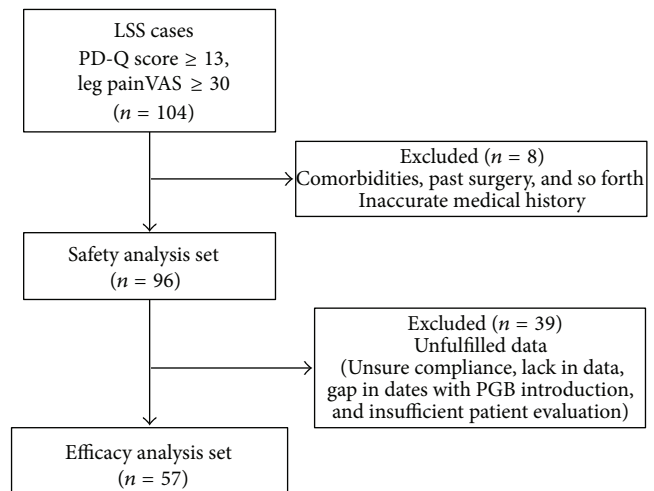 LSS cases
PD-Q score ≥ 13,
leg painVAS ≥ 30
(n = 104)
Excluded (n = 8)
Comorbidities, past surgery, and so forth
Inaccurate medical history
Safety analysis set
(n = 96)
Excluded (n = 39)
Unfulfilled data
(Unsure compliance, lack in data,
gap in dates with PGB introduction,
and insufficient patient evaluation)
Efficacy analysis set
(n = 57)